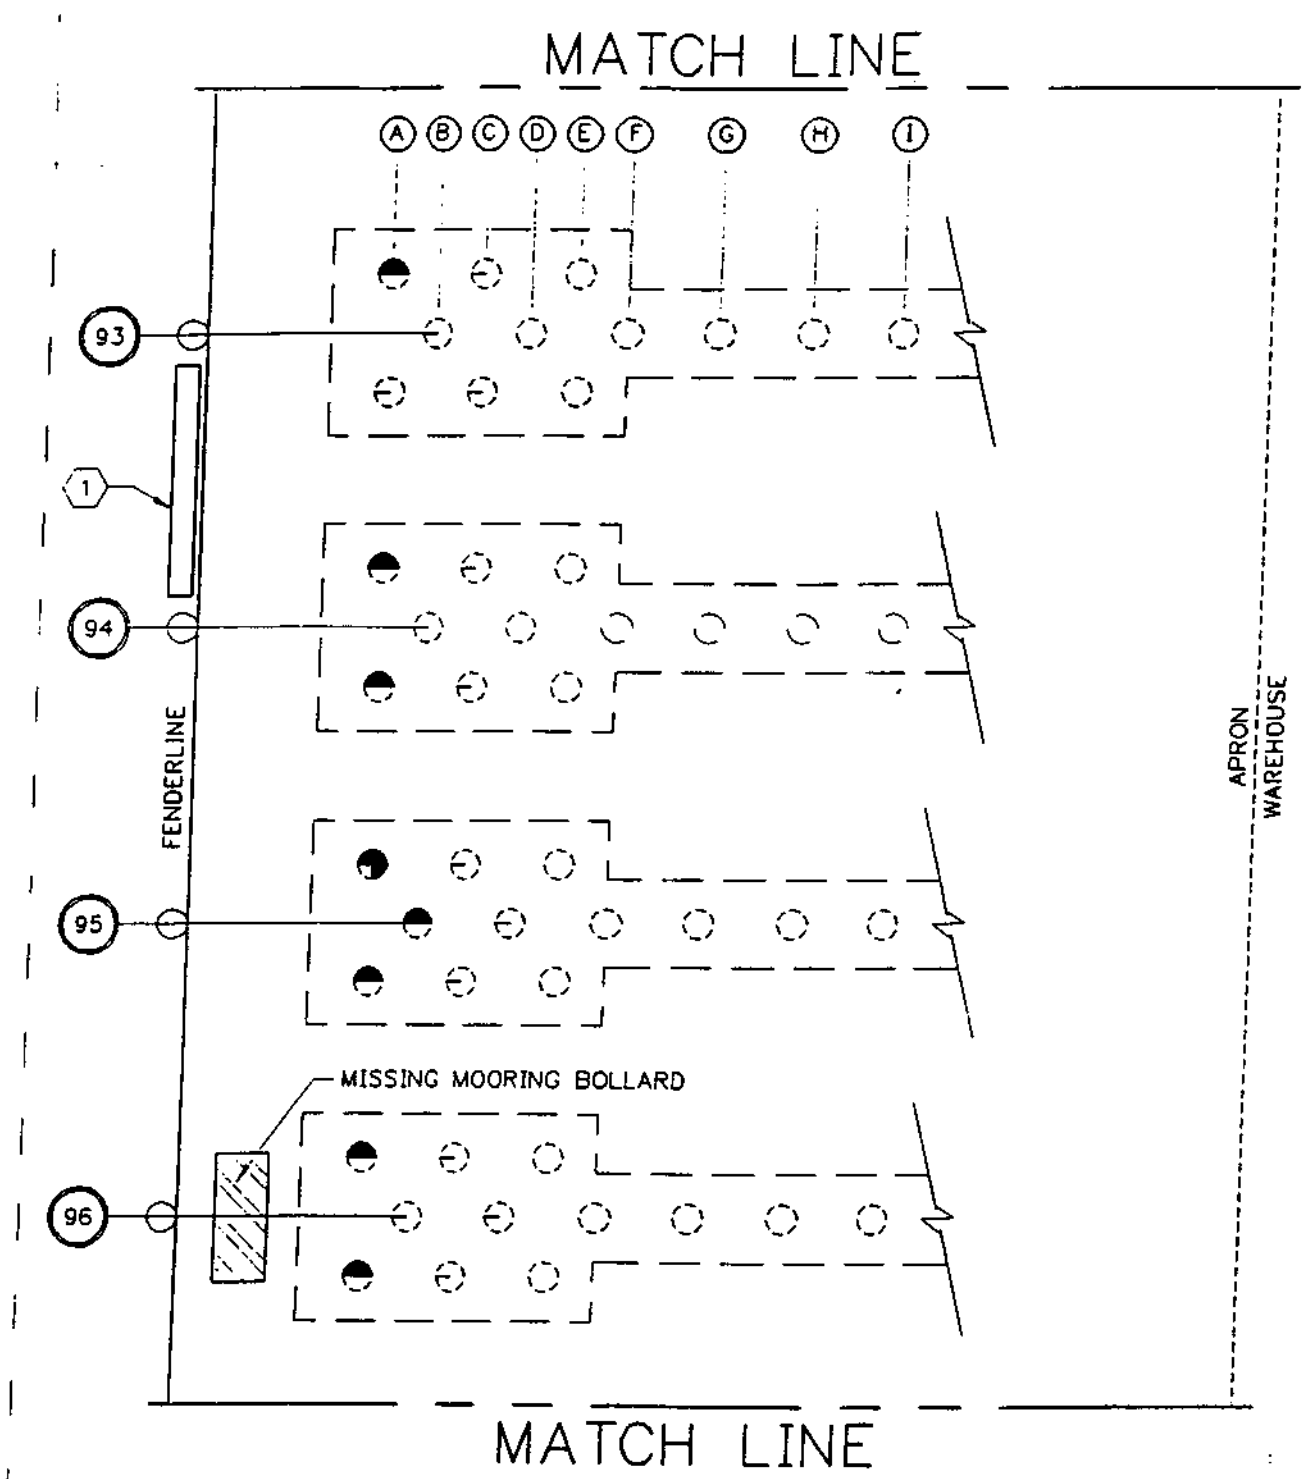 MATCH LINE
A B C D E F G H I
93
1
94
FENDERLINE
APRON
WAREHOUSE
95
MISSING MOORING BOLLARD
96
MATCH LINE